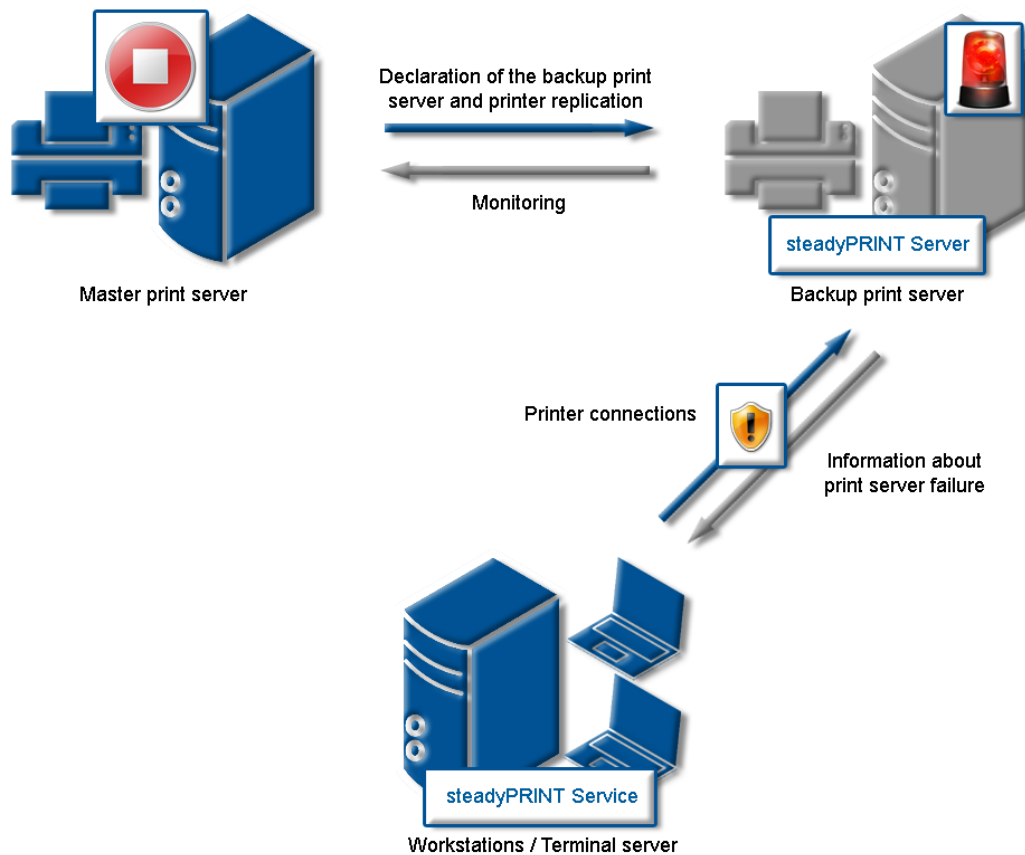 Declaration of the backup print
server and printer replication
Monitoring
steadyPRINT Server
Master print server
Backup print server
Printer connections
Information about
print server failure
steadyPRINT Service
Workstations / Terminal server